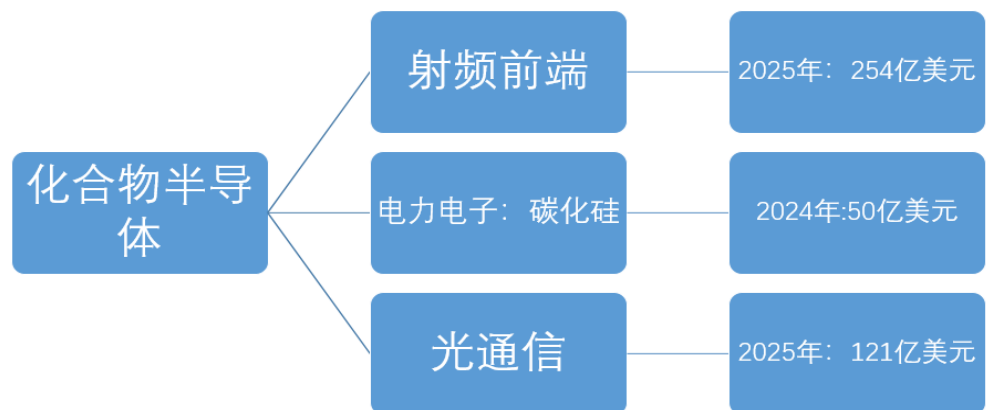 射频前端
2025年：254亿美元
化合物半导
体
电力电子：碳化硅
2024年:50亿美元
光通信
2025年：121亿美元